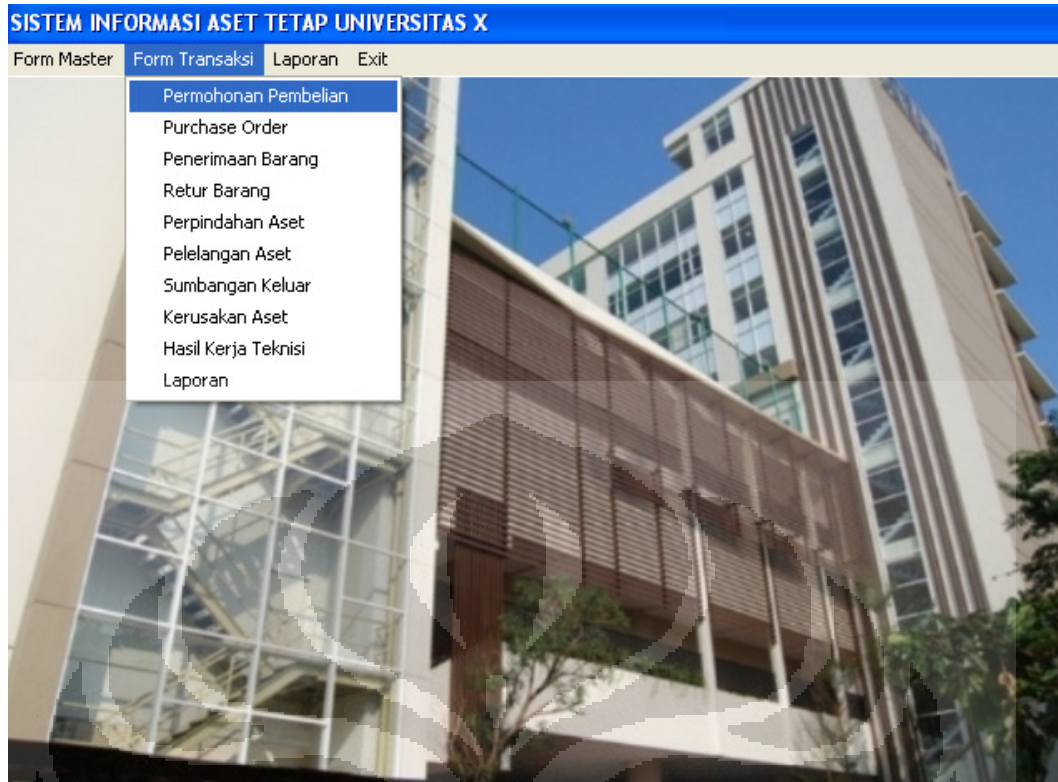 SISTEM INFORMASI ASET TETAP UNIVERSITAS X
Form Master Form Transaksi Laporan Exit
Permohonan Pembelian
Purchase Order
Penerimaan Barang
Retur Barang
Perpindahan Aset
Pelelangan Aset
Sumbangan Keluar
Kerusakan Aset
Hasil Kerja Teknisi
Laporan